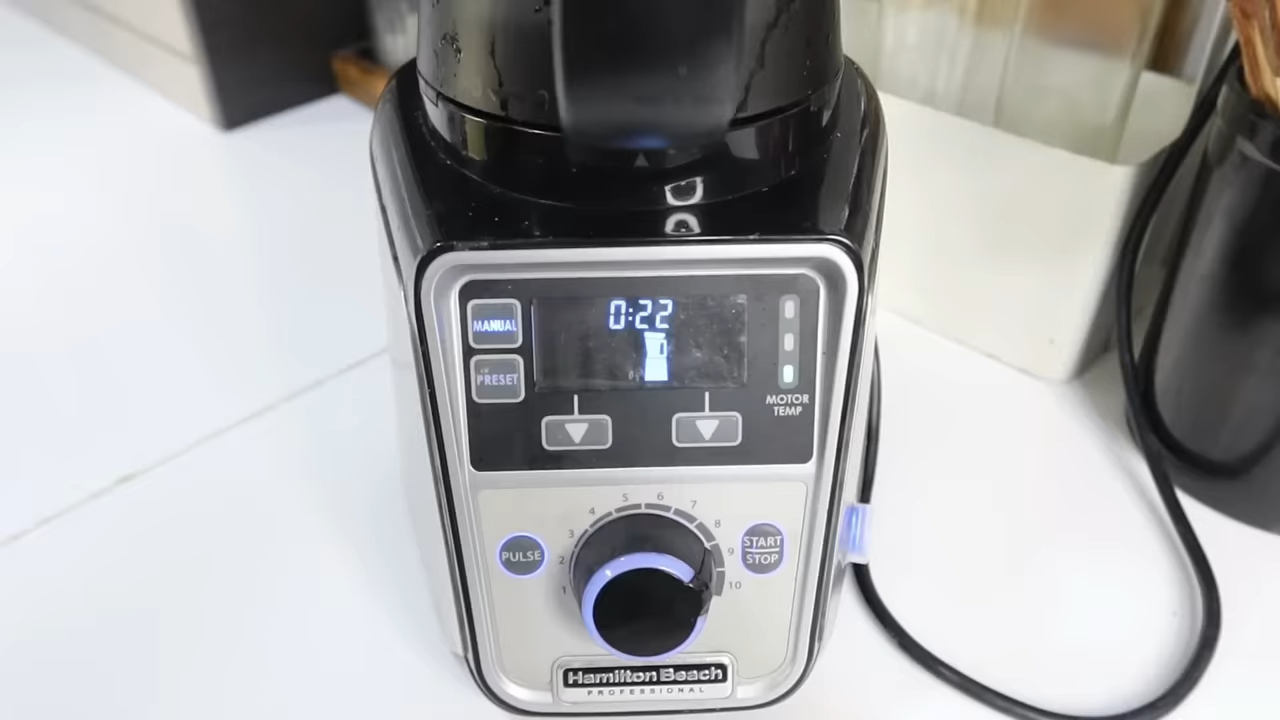 0:22
MANUAL
PRESET
MOTOR
TEMP
1 2 3 4 5 6 7 8 9 10
PULSE
START
STOP
Hamilton Beach
PROFESSIONAL